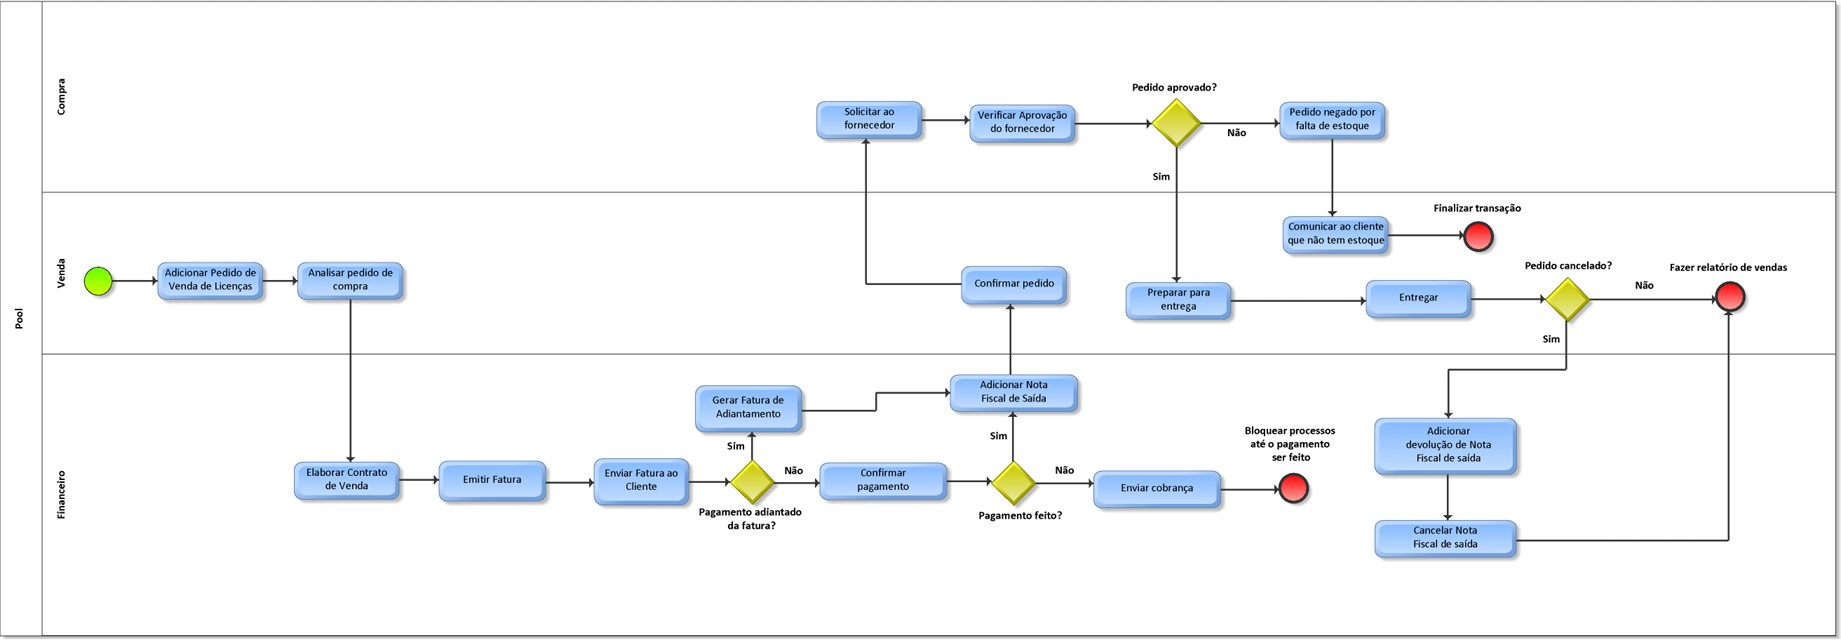 Pool
Compra
Solicitar ao
fornecedor
Verificar Aprovação
do fornecedor
Pedido aprovado?
Não
Sim
Pedido negado por
falta de estoque
Venda
Adicionar Pedido de
Venda de Licenças
Analisar pedido de
compra
Confirmar pedido
Preparar para
entrega
Comunicar ao cliente
que não tem estoque
Finalizar transação
Entregar
Pedido cancelado?
Não
Sim
Fazer relatório de vendas
Financeiro
Elaborar Contrato
de Venda
Emitir Fatura
Enviar Fatura ao
Cliente
Gerar Fatura de
Adiantamento
Sim
Não
Pagamento adiantado
da fatura?
Confirmar
pagamento
Adicionar Nota
Fiscal de Saída
Sim
Não
Pagamento feito?
Enviar cobrança
Bloquear processos
até o pagamento
ser feito
Adicionar
devolução de Nota
Fiscal de saída
Cancelar Nota
Fiscal de saída